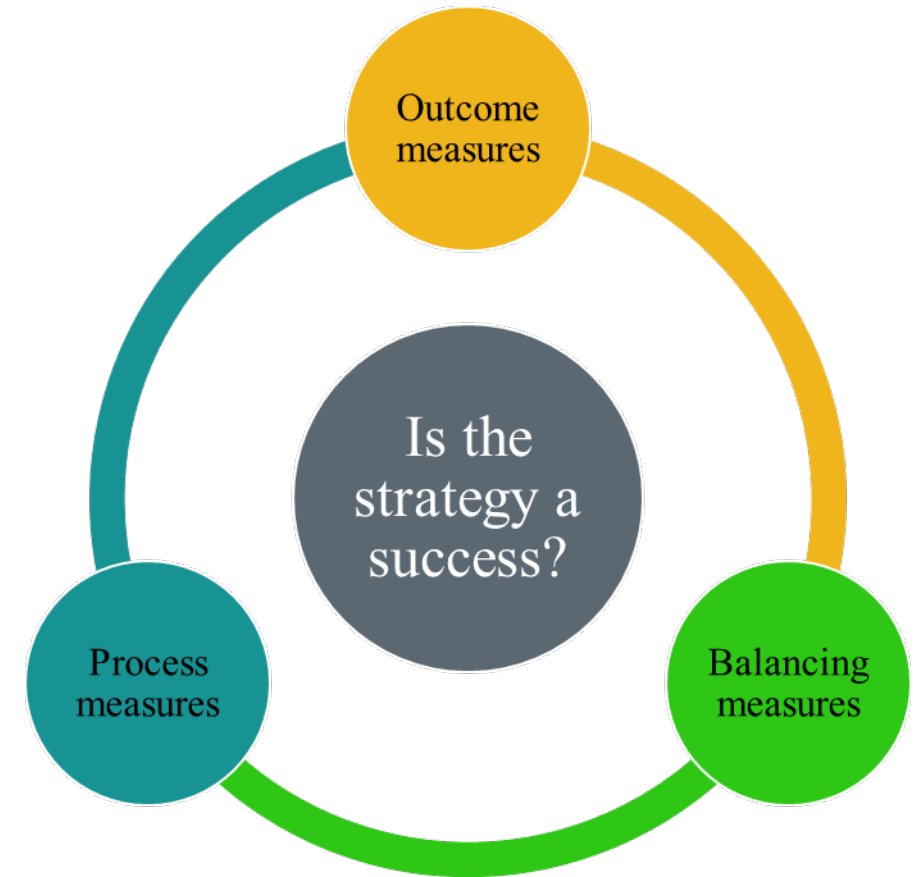 Outcome
measures
Is the
strategy a
success?
Process
measures
Balancing
measures